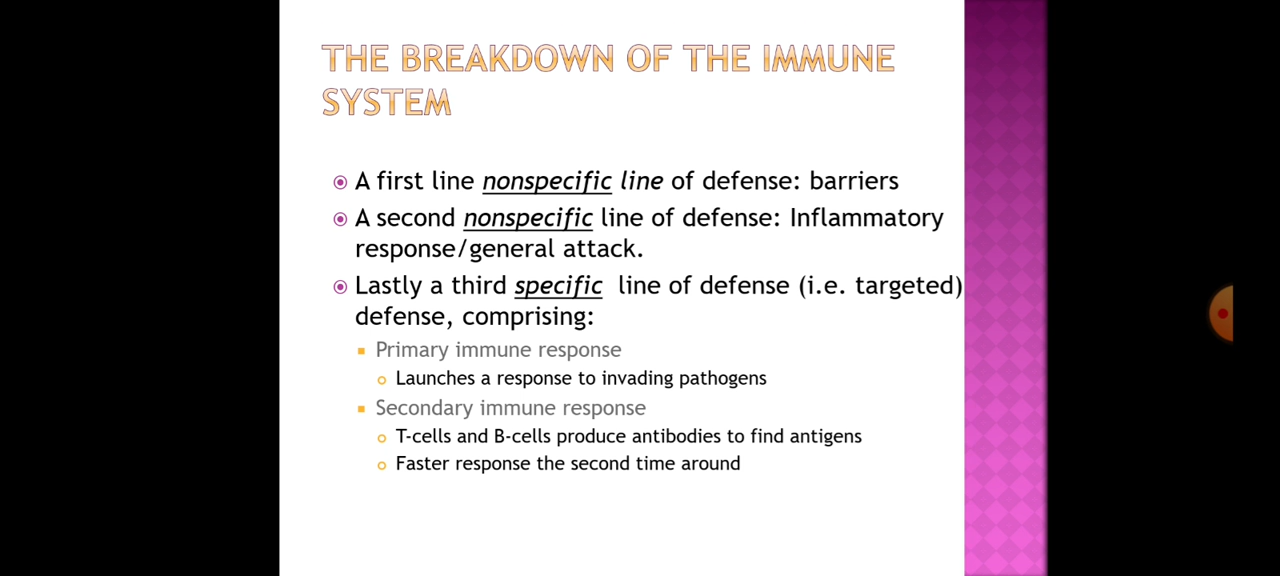 THE BREAKDOWN OF THE IMMUNE
SYSTEM
A first line nonspecific line of defense: barriers
A second nonspecific line of defense: Inflammatory
response/general attack.
Lastly a third specific line of defense (i.e. targeted)
defense, comprising:
Primary immune response
Launches a response to invading pathogens
Secondary immune response
T-cells and B-cells produce antibodies to find antigens
Faster response the second time around